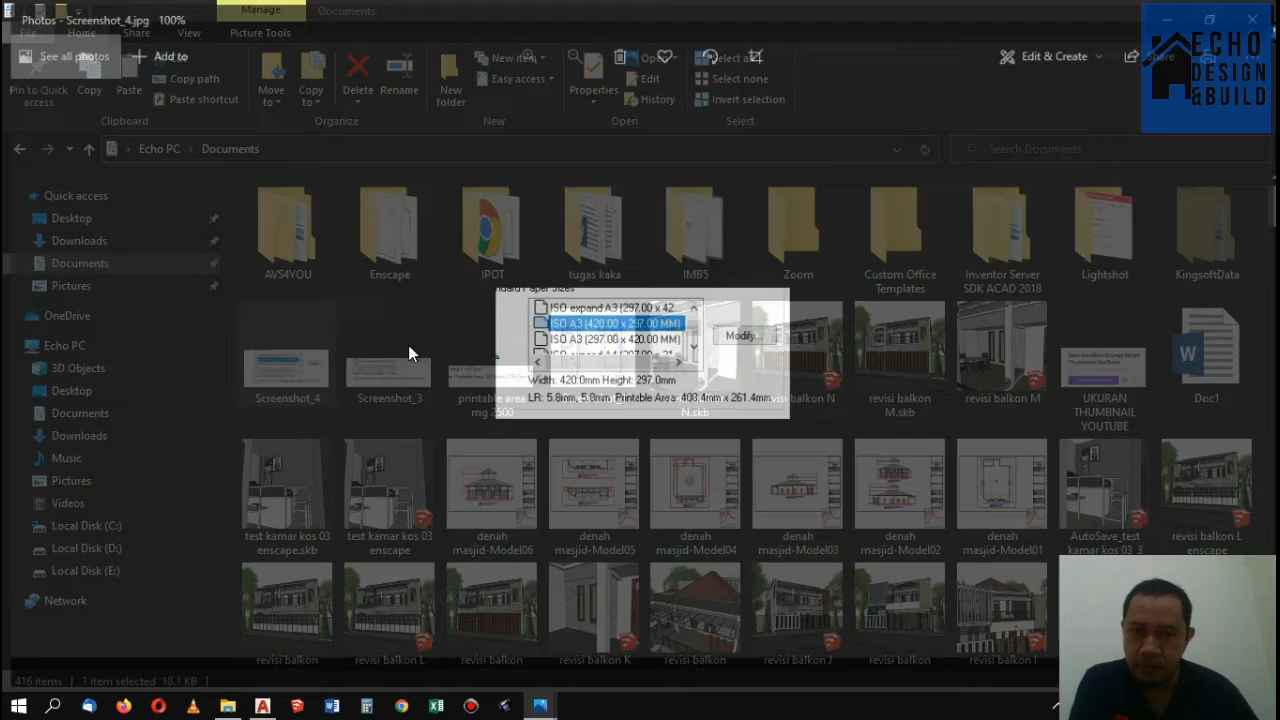 Photos - Screenshot_4.jpg 100%
Manage
Documents
File
Home
Share
View
Picture Tools
See all photos
Add to
Edit & Create
Share
Pin to Quick access
Copy
Paste
Copy path
Paste shortcut
Move to
Copy to
Delete
Rename
New folder
New item
Easy access
Properties
Open
Edit
History
Select all
Select none
Invert selection
Clipboard
Organize
New
Open
Select
ECHO
DESIGN
&BUILD
Echo PC
Documents
Search Documents
Quick access
Desktop
Downloads
Documents
Pictures
OneDrive
Echo PC
3D Objects
Desktop
Documents
Downloads
Music
Pictures
Videos
Local Disk (C:)
Local Disk (D:)
Local Disk (E:)
Network
AVS4YOU
Enscape
IPOT
tugas kaka
IMB5
Zoom
Custom Office Templates
Inventor Server SDK ACAD 2018
Lightshot
KingsoftData
ISO expand A3 (297.00 x 42
ISO A3 (420.00 x 297.00 MM)
ISO A3 (297.00 x 420.00 MM)
Modify...
Width: 420.0mm Height: 297.0mm
LR: 5.8mm, 5.8mm Printable Area: 408.4mm x 261.4mm
Screenshot_4
Screenshot_3
printable area
N.skb
revisi balkon N
revisi balkon M.skb
revisi balkon M
UKURAN THUMBNAIL YOUTUBE
Doc1
test kamar kos 03 enscape.skb
test kamar kos 03 enscape
denah masjid-Model06
denah masjid-Model05
denah masjid-Model04
denah masjid-Model03
denah masjid-Model02
denah masjid-Model01
AutoSave_test kamar kos 03_3
revisi balkon L enscape
revisi balkon
revisi balkon L
revisi balkon
revisi balkon K
revisi balkon
revisi balkon J
revisi balkon
revisi balkon I
416 items
1 item selected 18.1 KB